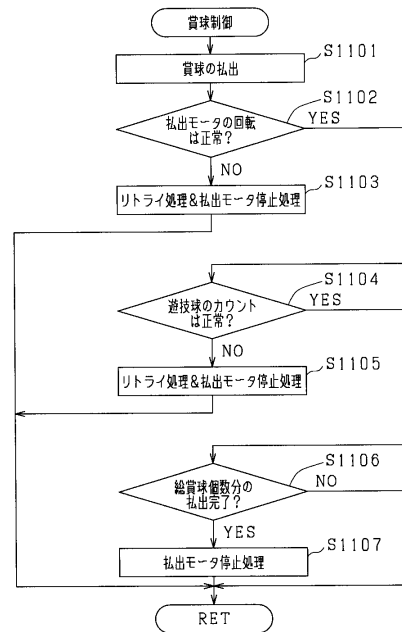 賞球制御
賞球の払出
S1101
S1102
払出モータの回転
は正常?
YES
NO
S1103
リトライ処理&払出モータ停止処理
S1104
遊技球のカウント
は正常?
YES
NO
S1105
リトライ処理&払出モータ停止処理
S1106
絵賞球個数分の
払出完了?
NO
YES
S1107
払出モータ停止処理
RET